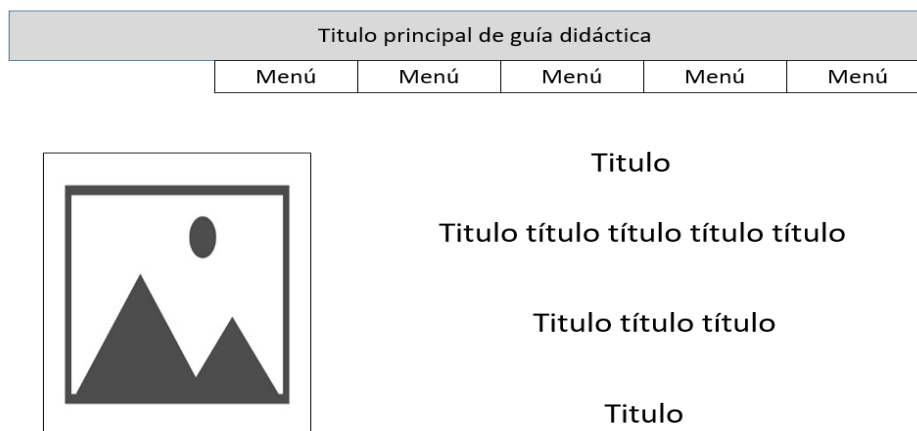 Titulo principal de guía didáctica
Menú Menú Menú Menú Menú
Titulo
Titulo título título título título
Titulo título título
Titulo